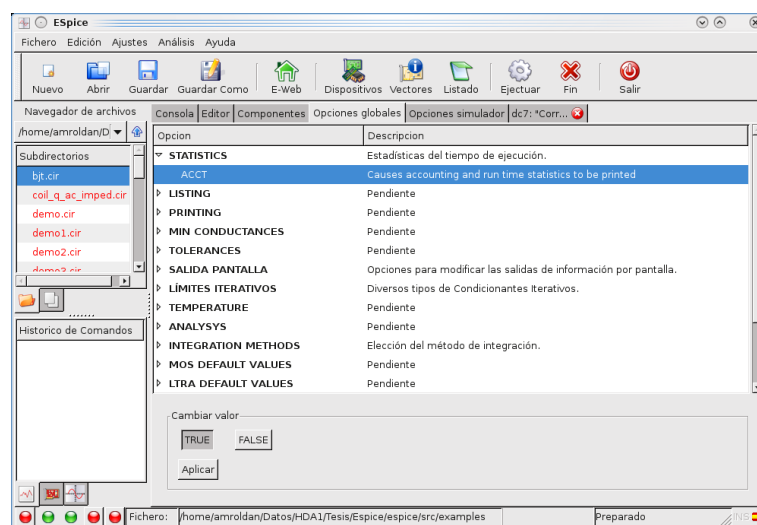 ESpice
Fichero Edición Ajustes Análisis Ayuda
Nuevo Abrir Guardar Guardar Como E-Web Dispositivos Vectores Listado Ejectuar Fin Salir
Navegador de archivos
Consola Editor Componentes Opciones globales Opciones simulador dc7: "Corr...
/home/amroldan/D
Opcion Descripcion
Subdirectorios
bjt.cir
coil_q_ac_imped.cir
demo.cir
demo1.cir
demo2.cir
demo3.cir
STATISTICS Estadísticas del tiempo de ejecución.
ACCT Causes accounting and run time statistics to be printed
LISTING Pendiente
PRINTING Pendiente
MIN CONDUCTANCES Pendiente
TOLERANCES Pendiente
SALIDA PANTALLA Opciones para modificar las salidas de información por pantalla.
LÍMITES ITERATIVOS Diversos tipos de Condicionantes Iterativos.
TEMPERATURE Pendiente
ANALYSYS Pendiente
INTEGRATION METHODS Elección del método de integración.
MOS DEFAULT VALUES Pendiente
LTRA DEFAULT VALUES Pendiente
Historico de Comandos
Cambiar valor
TRUE FALSE
Aplicar
Fichero: /home/amroldan/Datos/HDA1/Tesis/Espice/espice/src/examples Preparado INS